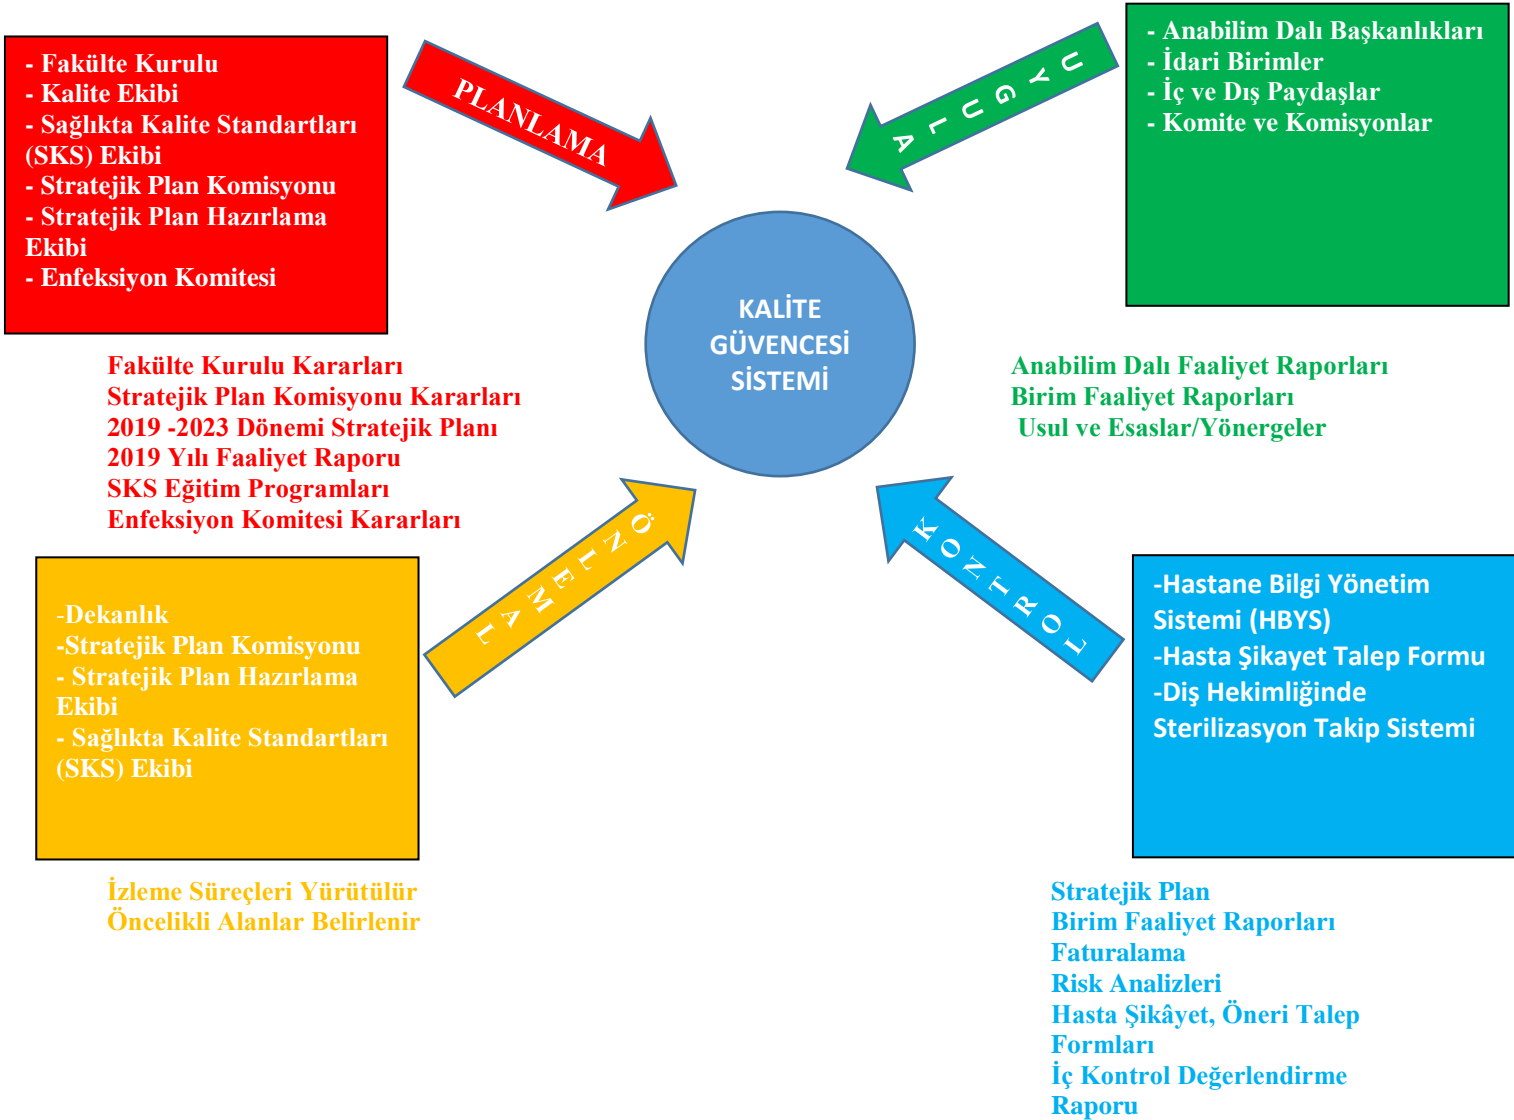 - Fakülte Kurulu
- Kalite Ekibi
- Sağlıkta Kalite Standartları
(SKS) Ekibi
- Stratejik Plan Komisyonu
- Stratejik Plan Hazırlama
Ekibi
- Enfeksiyon Komitesi
PLANLAMA
UYGULA
- Anabilim Dalı Başkanlıkları
- İdari Birimler
- İç ve Dış Paydaşlar
- Komite ve Komisyonlar
KALİTE
GÜVENCESİ
SİSTEMİ
Fakülte Kurulu Kararları
Stratejik Plan Komisyonu Kararları
2019 -2023 Dönemi Stratejik Planı
2019 Yılı Faaliyet Raporu
SKS Eğitim Programları
Enfeksiyon Komitesi Kararları
Anabilim Dalı Faaliyet Raporları
Birim Faaliyet Raporları
Usul ve Esaslar/Yönergeler
ÖNLEMAL
KONTROL
-Dekanlık
-Stratejik Plan Komisyonu
- Stratejik Plan Hazırlama
Ekibi
- Sağlıkta Kalite Standartları
(SKS) Ekibi
-Hastane Bilgi Yönetim
Sistemi (HBYS)
-Hasta Şikayet Talep Formu
-Diş Hekimliğinde
Sterilizasyon Takip Sistemi
İzleme Süreçleri Yürütülür
Öncelikli Alanlar Belirlenir
Stratejik Plan
Birim Faaliyet Raporları
Faturalama
Risk Analizleri
Hasta Şikâyet, Öneri Talep
Formları
İç Kontrol Değerlendirme
Raporu